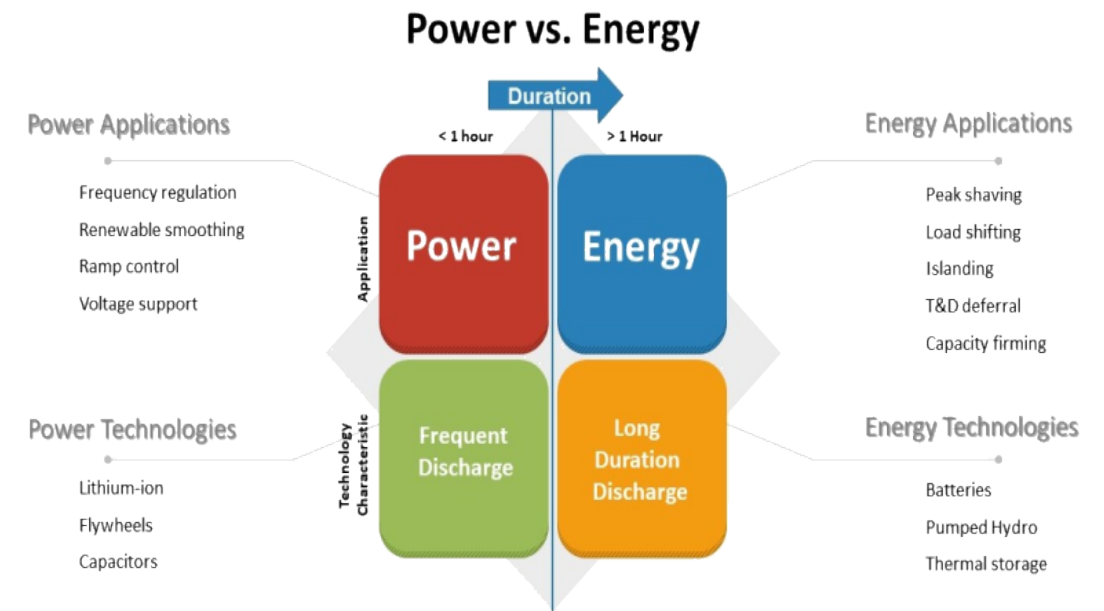 Power vs. Energy
Duration
< 1 hour
> 1 Hour
Power Applications
Frequency regulation
Renewable smoothing
Ramp control
Voltage support
Application
Power
Energy
Energy Applications
Peak shaving
Load shifting
Islanding
T&D deferral
Capacity firming
Power Technologies
Lithium-ion
Flywheels
Capacitors
Technology
Characteristic
Frequent
Discharge
Long
Duration
Discharge
Energy Technologies
Batteries
Pumped Hydro
Thermal storage